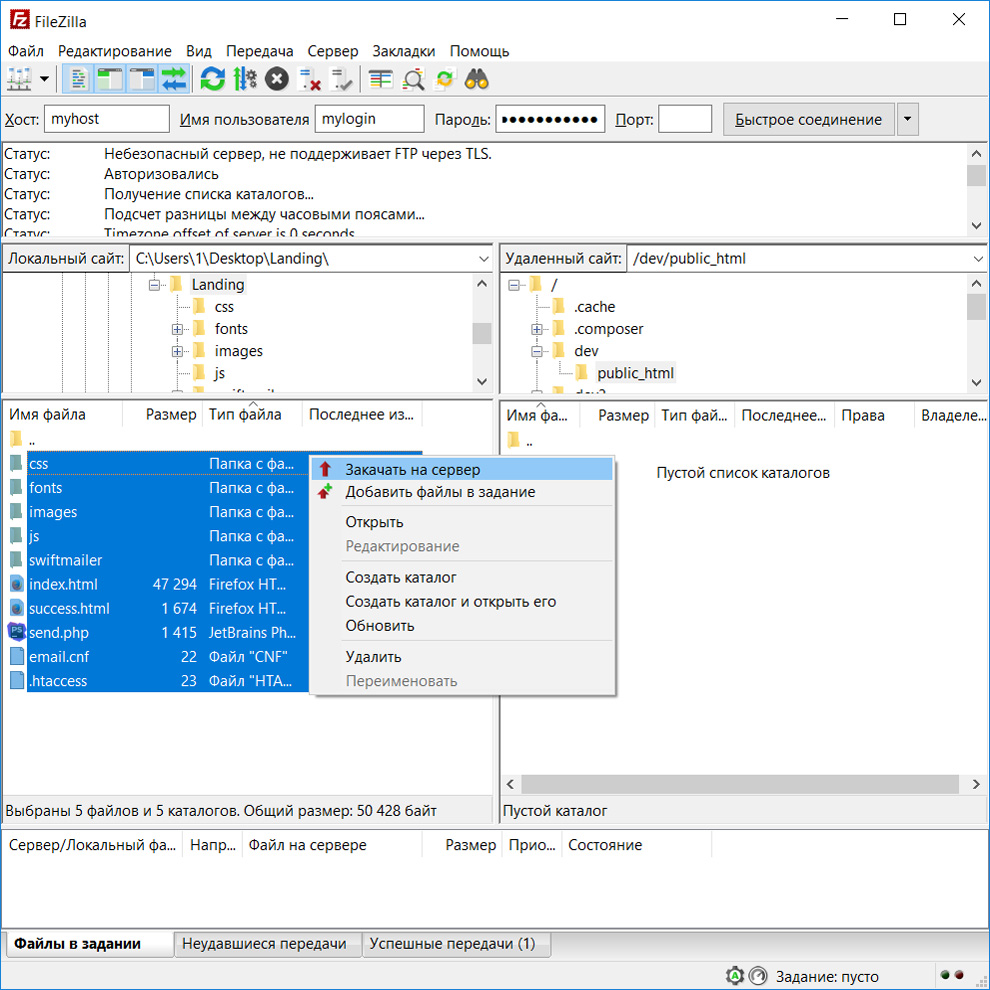 FileZilla
Файл Редактирование Вид Передача Сервер Закладки Помощь
Хост: myhost Имя пользователя mylogin Пароль: ●●●●●●●●●●● Порт: Быстрое соединение
Статус: Небезопасный сервер, не поддерживает FTP через TLS.
Статус: Авторизовались
Статус: Получение списка каталогов...
Статус: Подсчет разницы между часовыми поясами...
Статус: Timezone offset of server is 0 seconds
Локальный сайт: C:\Users\1\Desktop\Landing\
Landing
css
fonts
images
js
swiftmailer
Удаленный сайт: /dev/public_html
/
.cache
.composer
dev
public_html
dev2
Имя файла Размер Тип файла Последнее из...
..
css Папка с фа...
fonts Папка с фа...
images Папка с фа...
js Папка с фа...
swiftmailer Папка с фа...
index.html 47 294 Firefox HT...
success.html 1 674 Firefox HT...
send.php 1 415 JetBrains Ph...
email.cnf 22 Файл "CNF"
.htaccess 23 Файл "HTA...
Выбраны 5 файлов и 5 каталогов. Общий размер: 50 428 байт
Закачать на сервер
Добавить файлы в задание
Открыть
Редактирование
Создать каталог
Создать каталог и открыть его
Обновить
Удалить
Переименовать
Имя фа... Размер Тип фай... Последнее... Права Владеле...
..
Пустой список каталогов
Пустой каталог
Сервер/Локальный фа... Напр... Файл на сервере Размер Прио... Состояние
Файлы в задании Неудавшиеся передачи Успешные передачи (1)
Задание: пусто